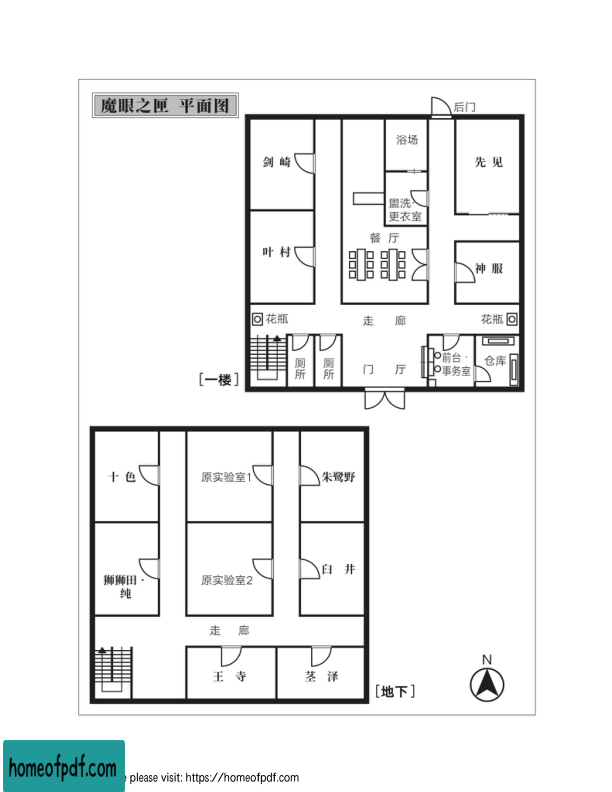 魔眼之匣 平面图
后门
浴场
剑崎
先见
盥洗·
更衣室
餐厅
叶村
神服
花瓶
走廊
花瓶
厕所
厕所
门厅
前台·
事务室
仓库
[一楼]
十色
原实验室1
朱鹭野
狮狮田·
纯
原实验室2
臼井
走廊
王寺
茎泽
[地下]
N
homeofpdf.com
e please visit: https://homeofpdf.com